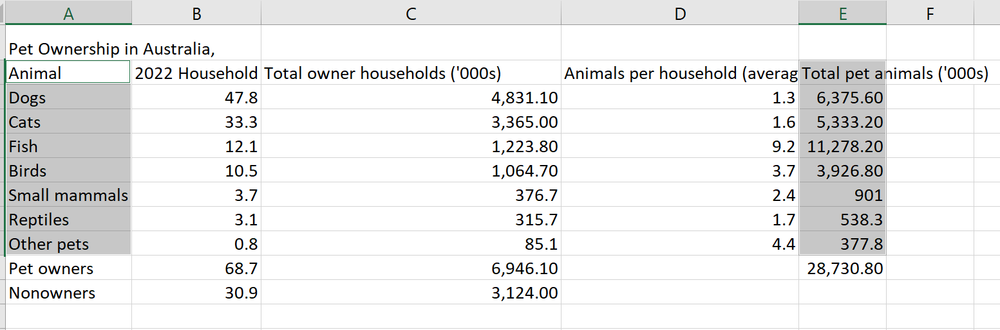 A B C D E F
Pet Ownership in Australia,
Animal 2022 Household Total owner households ('000s) Animals per household (averag Total pet animals ('000s)
Dogs 47.8 4,831.10 1.3 6,375.60
Cats 33.3 3,365.00 1.6 5,333.20
Fish 12.1 1,223.80 9.2 11,278.20
Birds 10.5 1,064.70 3.7 3,926.80
Small mammals 3.7 376.7 2.4 901
Reptiles 3.1 315.7 1.7 538.3
Other pets 0.8 85.1 4.4 377.8
Pet owners 68.7 6,946.10 28,730.80
Nonowners 30.9 3,124.00